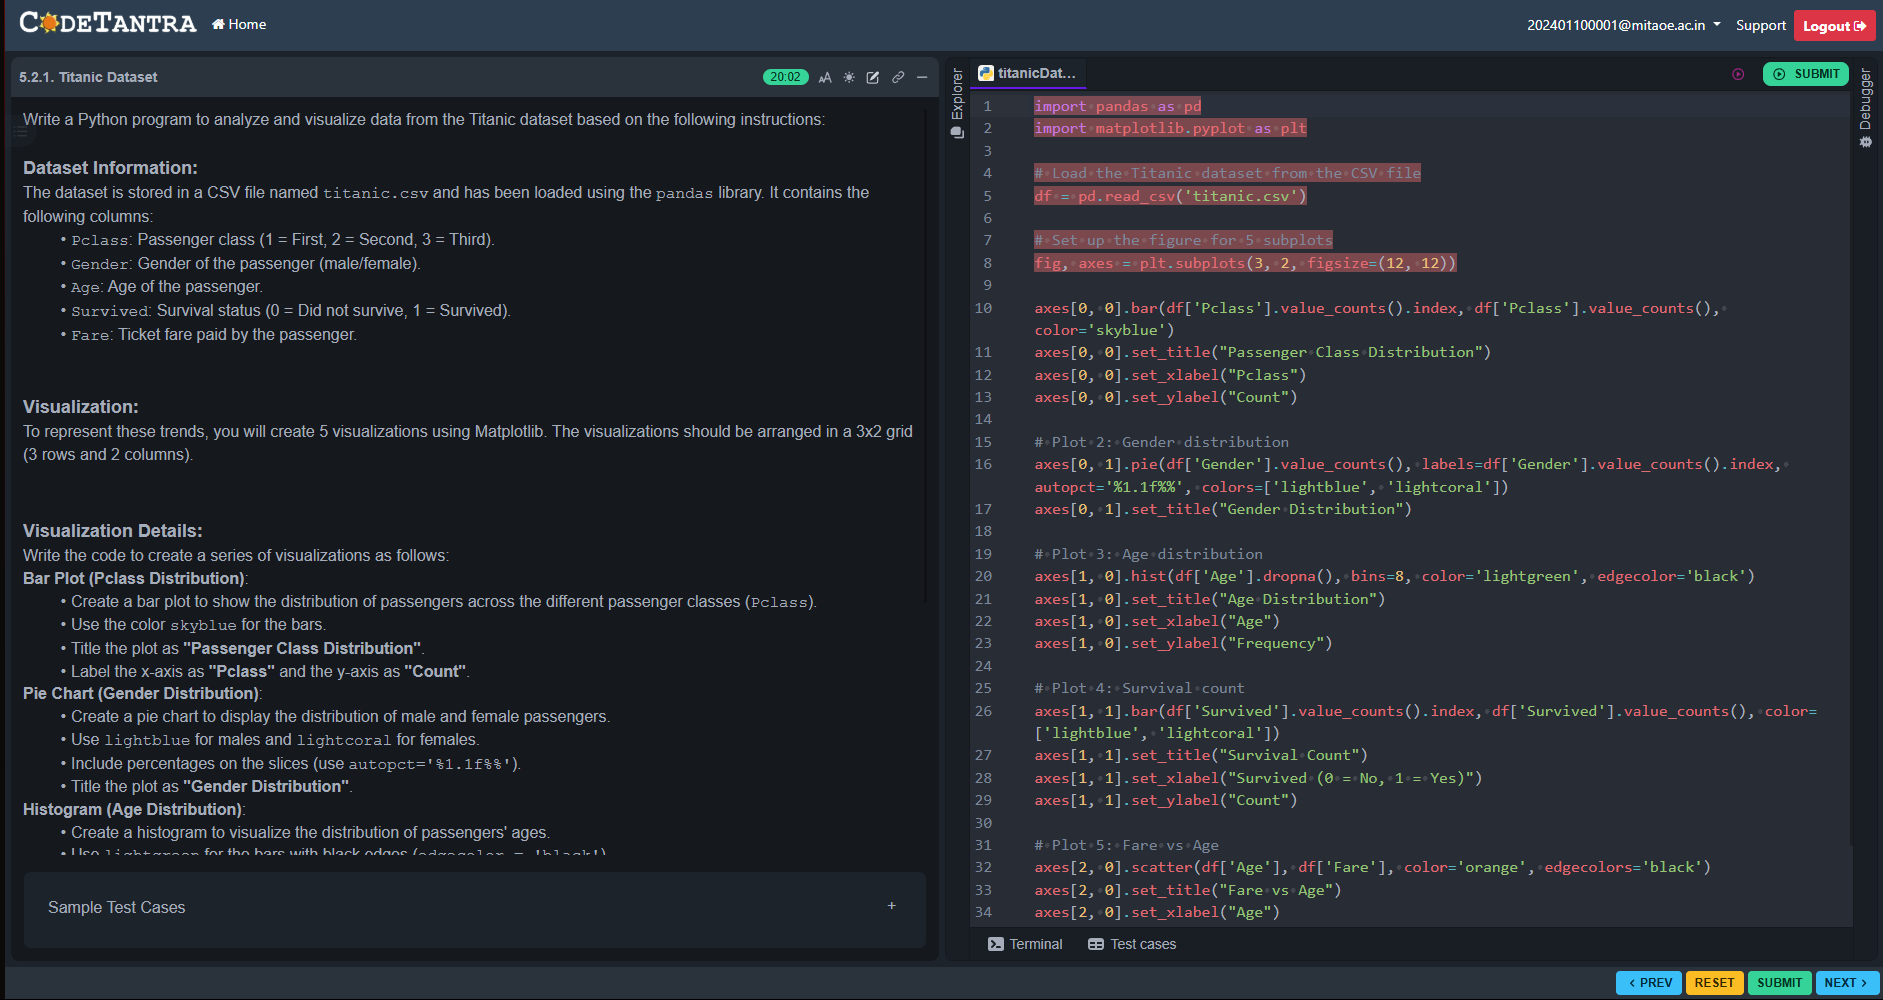 CODETANTRA
Home
202401100001@mitaoe.ac.in
Support
Logout
5.2.1. Titanic Dataset
20:02
Write a Python program to analyze and visualize data from the Titanic dataset based on the following instructions:
Dataset Information:
The dataset is stored in a CSV file named titanic.csv and has been loaded using the pandas library. It contains the
following columns:
• Pclass: Passenger class (1 = First, 2 = Second, 3 = Third).
• Gender: Gender of the passenger (male/female).
• Age: Age of the passenger.
• Survived: Survival status (0 = Did not survive, 1 = Survived).
• Fare: Ticket fare paid by the passenger.
Visualization:
To represent these trends, you will create 5 visualizations using Matplotlib. The visualizations should be arranged in a 3x2 grid
(3 rows and 2 columns).
Visualization Details:
Write the code to create a series of visualizations as follows:
Bar Plot (Pclass Distribution):
• Create a bar plot to show the distribution of passengers across the different passenger classes (Pclass).
• Use the color skyblue for the bars.
• Title the plot as "Passenger Class Distribution".
• Label the x-axis as "Pclass" and the y-axis as "Count".
Pie Chart (Gender Distribution):
• Create a pie chart to display the distribution of male and female passengers.
• Use lightblue for males and lightcoral for females.
• Include percentages on the slices (use autopct='%1.1f%%').
• Title the plot as "Gender Distribution".
Histogram (Age Distribution):
• Create a histogram to visualize the distribution of passengers' ages.
• Use lightgreen for the bars with black edges (edgecolor = 'black')
Sample Test Cases
+
Explorer
titanicDat...
SUBMIT
Debugger
1 import pandas as pd
2 import matplotlib.pyplot as plt
3
4 # Load the Titanic dataset from the CSV file
5 df = pd.read_csv('titanic.csv')
6
7 # Set up the figure for 5 subplots
8 fig, axes = plt.subplots(3, 2, figsize=(12, 12))
9
10 axes[0, 0].bar(df['Pclass'].value_counts().index, df['Pclass'].value_counts(),
color='skyblue')
11 axes[0, 0].set_title("Passenger Class Distribution")
12 axes[0, 0].set_xlabel("Pclass")
13 axes[0, 0].set_ylabel("Count")
14
15 # Plot 2: Gender distribution
16 axes[0, 1].pie(df['Gender'].value_counts(), labels=df['Gender'].value_counts().index,
autopct='%1.1f%%', colors=['lightblue', 'lightcoral'])
17 axes[0, 1].set_title("Gender Distribution")
18
19 # Plot 3: Age distribution
20 axes[1, 0].hist(df['Age'].dropna(), bins=8, color='lightgreen', edgecolor='black')
21 axes[1, 0].set_title("Age Distribution")
22 axes[1, 0].set_xlabel("Age")
23 axes[1, 0].set_ylabel("Frequency")
24
25 # Plot 4: Survival count
26 axes[1, 1].bar(df['Survived'].value_counts().index, df['Survived'].value_counts(), color=
['lightblue', 'lightcoral'])
27 axes[1, 1].set_title("Survival Count")
28 axes[1, 1].set_xlabel("Survived (0 = No, 1 = Yes)")
29 axes[1, 1].set_ylabel("Count")
30
31 # Plot 5: Fare vs Age
32 axes[2, 0].scatter(df['Age'], df['Fare'], color='orange', edgecolors='black')
33 axes[2, 0].set_title("Fare vs Age")
34 axes[2, 0].set_xlabel("Age")
Terminal
Test cases
PREV
RESET
SUBMIT
NEXT